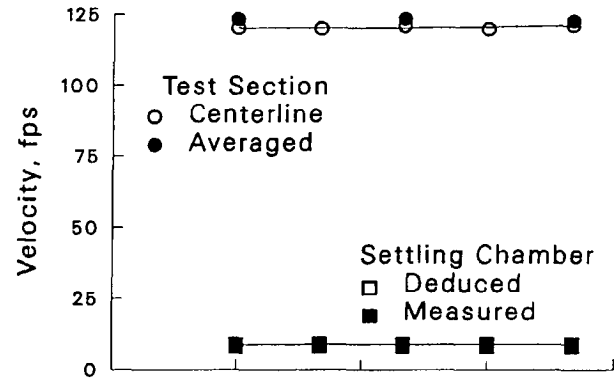 125
100
75
50
25
0
Velocity, fps
Test Section
Centerline
Averaged
Settling Chamber
Deduced
Measured